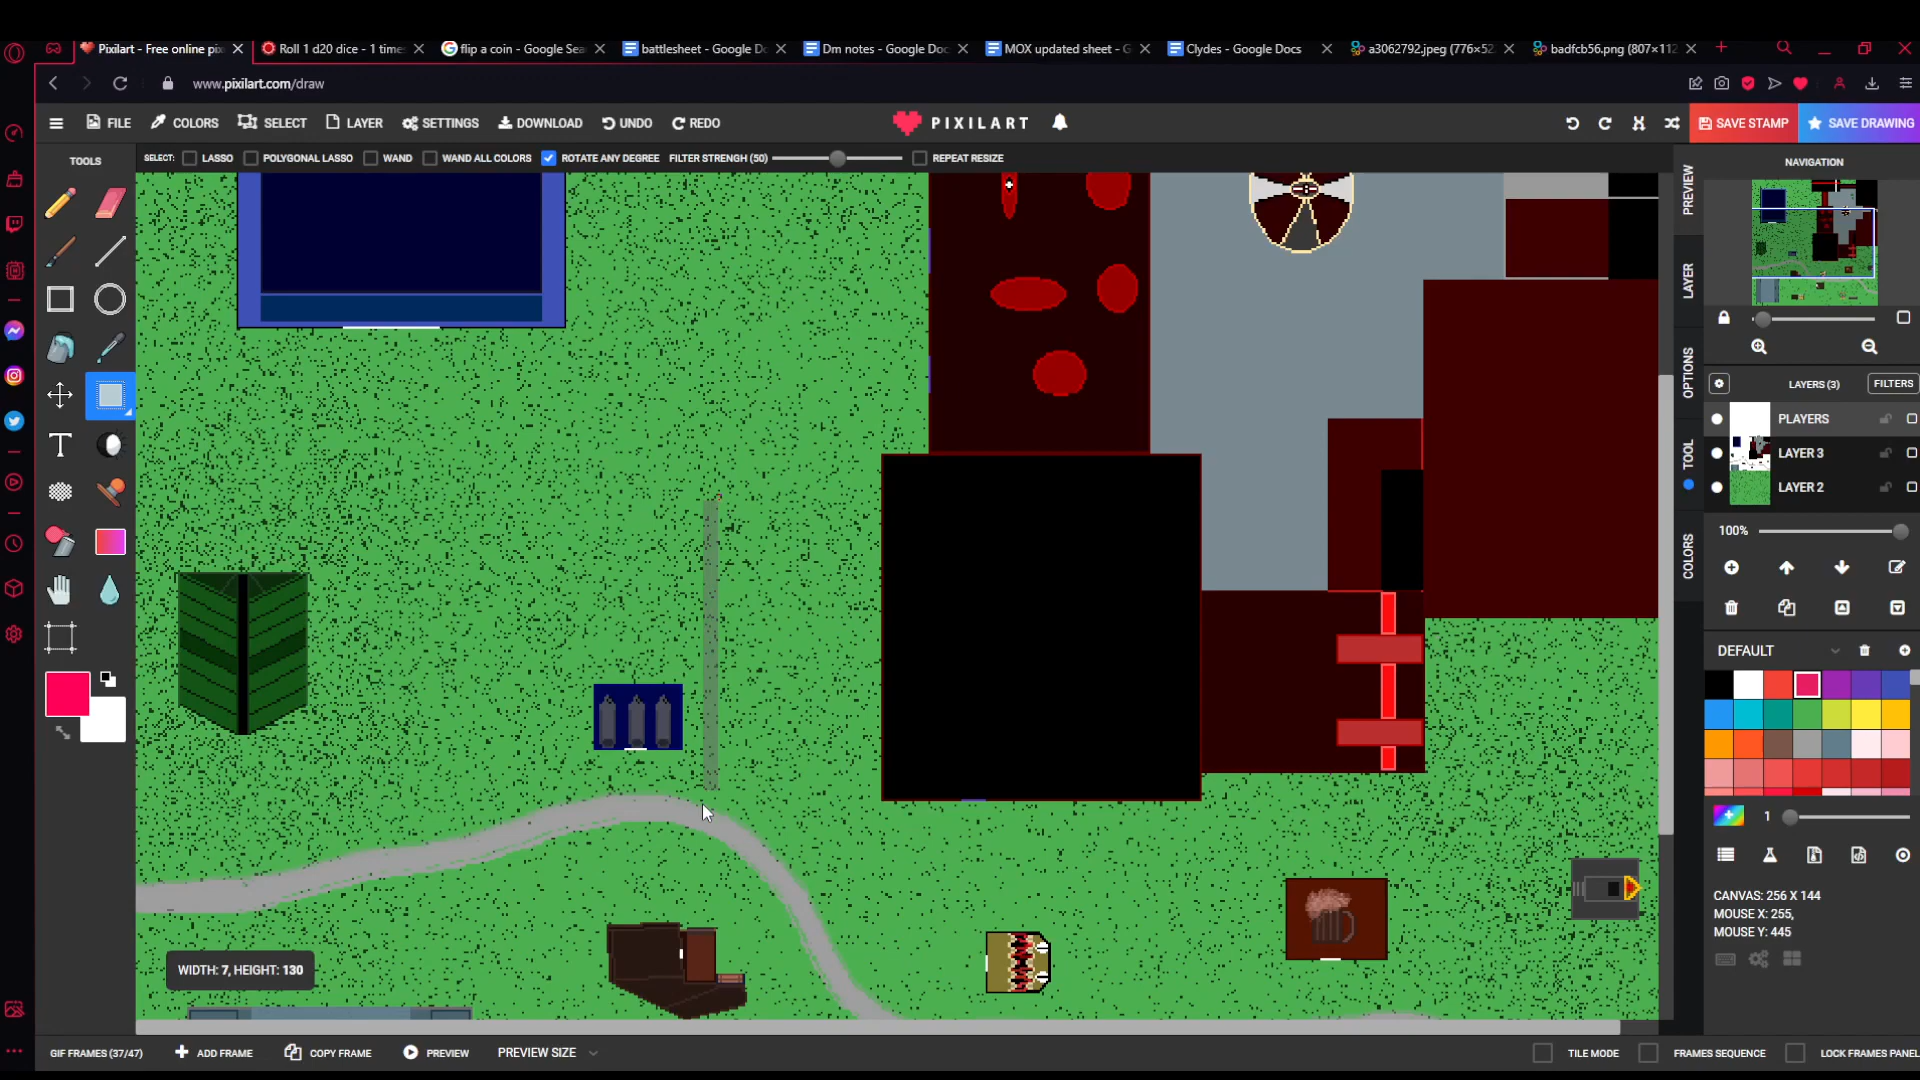 Pixilart - Free online pix
Roll 1 d20 dice - 1 time
flip a coin - Google Sea
battlesheet - Google Do
Dm notes - Google Doc
MOX updated sheet - G
Clydes - Google Docs
a3062792.jpeg (776×52
badfcb56.png (807×112
www.pixilart.com/draw
FILE
COLORS
SELECT
LAYER
SETTINGS
DOWNLOAD
UNDO
REDO
PIXILART
SAVE STAMP
SAVE DRAWING
TOOLS
SELECT:
LASSO
POLYGONAL LASSO
WAND
WAND ALL COLORS
ROTATE ANY DEGREE
FILTER STRENGH (50)
REPEAT RESIZE
PREVIEW
LAYER
OPTIONS
TOOL
COLORS
NAVIGATION
LAYERS (3)
FILTERS
PLAYERS
LAYER 3
LAYER 2
100%
DEFAULT
1
CANVAS: 256 X 144
MOUSE X: 255,
MOUSE Y: 445
WIDTH: 7, HEIGHT: 130
GIF FRAMES (37/47)
ADD FRAME
COPY FRAME
PREVIEW
PREVIEW SIZE
TILE MODE
FRAMES SEQUENCE
LOCK FRAMES PANEL